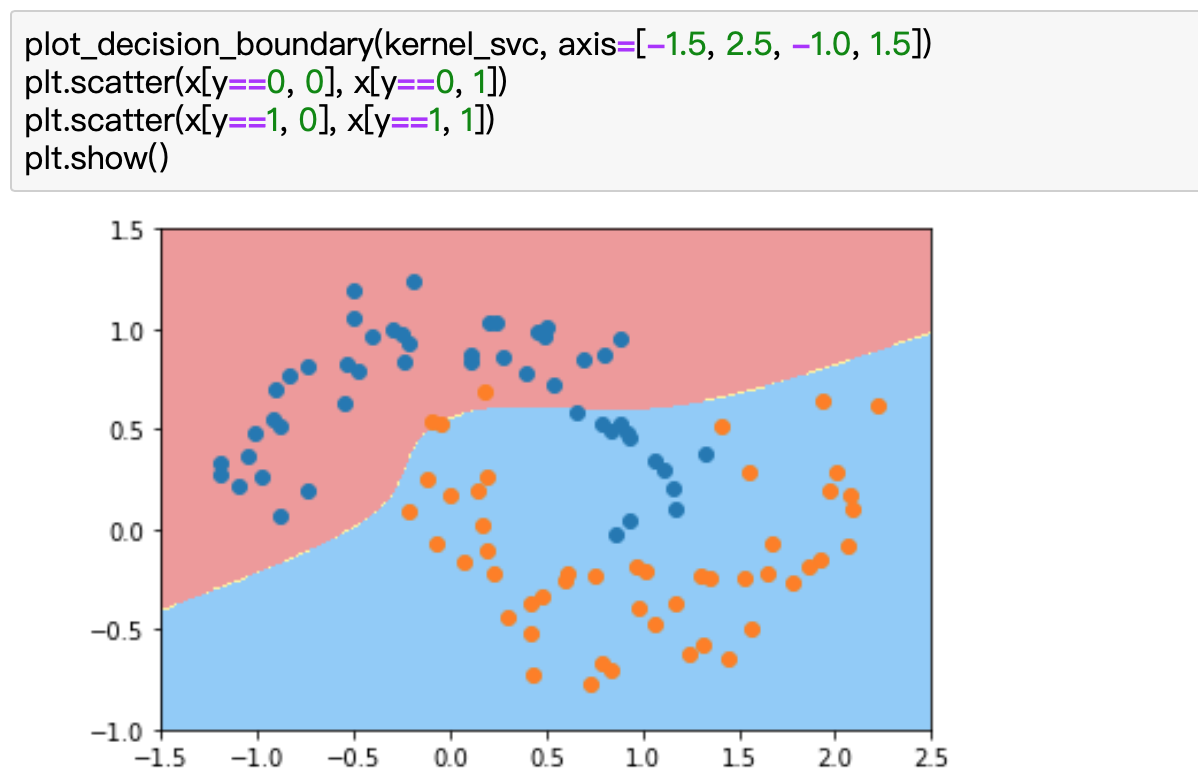 plot_decision_boundary(kernel_svc, axis=[−1.5, 2.5, −1.0, 1.5])
plt.scatter(x[y==0, 0], x[y==0, 1])
plt.scatter(x[y==1, 0], x[y==1, 1])
plt.show()
1.5
1.0
0.5
0.0
−0.5
−1.0
−1.5 −1.0 −0.5 0.0 0.5 1.0 1.5 2.0 2.5